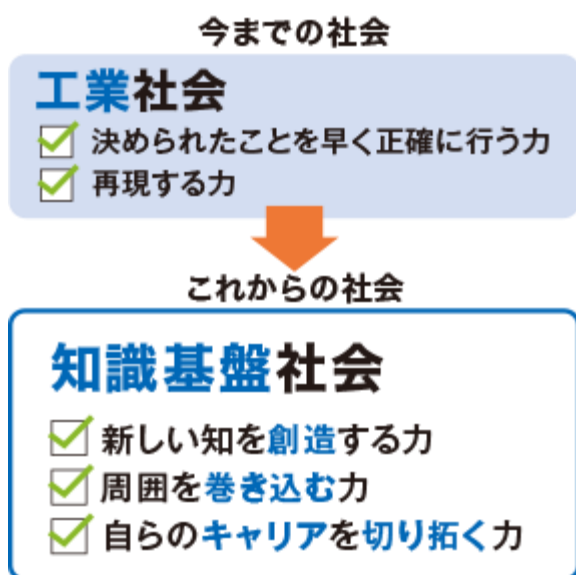 今までの社会
工業社会
決められたことを早く正確に行う力
再現する力
これからの社会
知識基盤社会
新しい知を創造する力
周囲を巻き込む力
自らのキャリアを切り拓く力